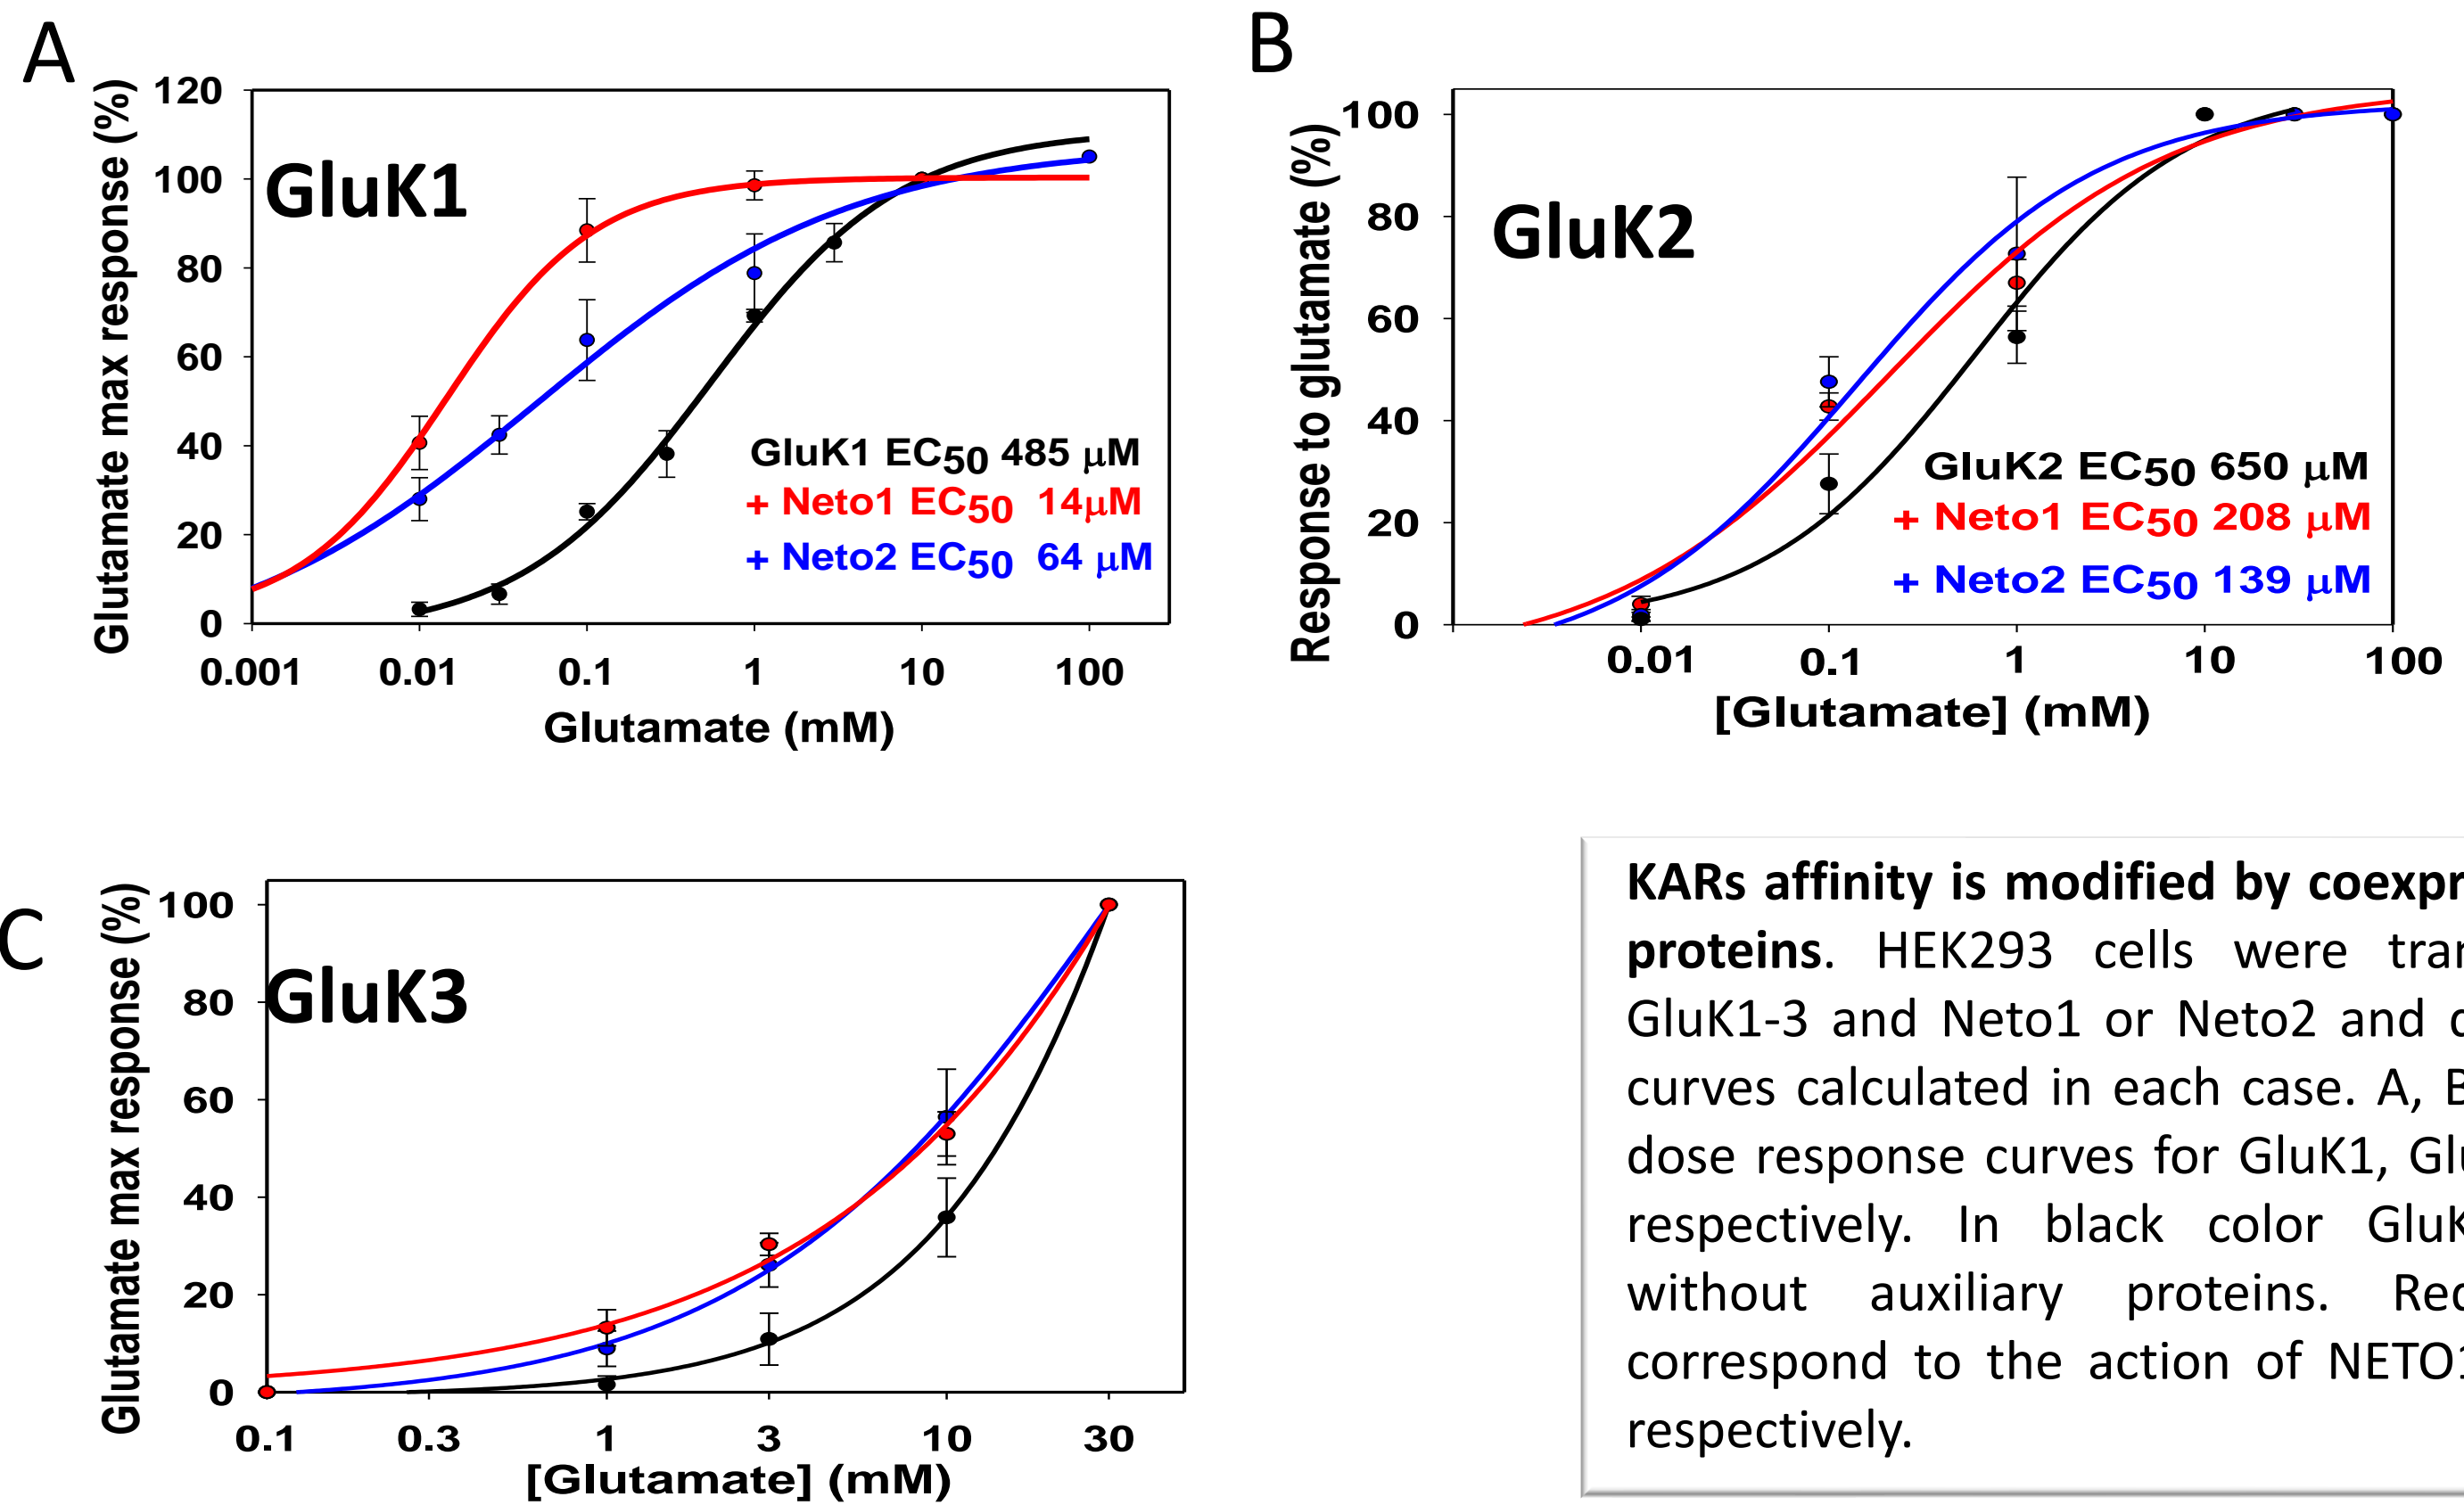 A
B
Glutamate max response (%)
120
100
80
60
40
20
0
GluK1
GluK1 EC50 485 µM
+ Neto1 EC50 14µM
+ Neto2 EC50 64 µM
0.001 0.01 0.1 1 10 100
Glutamate (mM)
Response to glutamate (%)
100
80
60
40
20
0
GluK2
GluK2 EC50 650 µM
+ Neto1 EC50 208 µM
+ Neto2 EC50 139 µM
0.01 0.1 1 10 100
[Glutamate] (mM)
C
Glutamate max response (%)
100
80
60
40
20
0
GluK3
0.1 0.3 1 3 10 30
[Glutamate] (mM)
KARs affinity is modified by
proteins. HEK293 cells were
GluK1-3 and Neto1 or Neto2 and
curves calculated in each case. A,
dose response curves for GluK1,
respectively. In black color
without auxiliary proteins.
correspond to the action of
respectively.